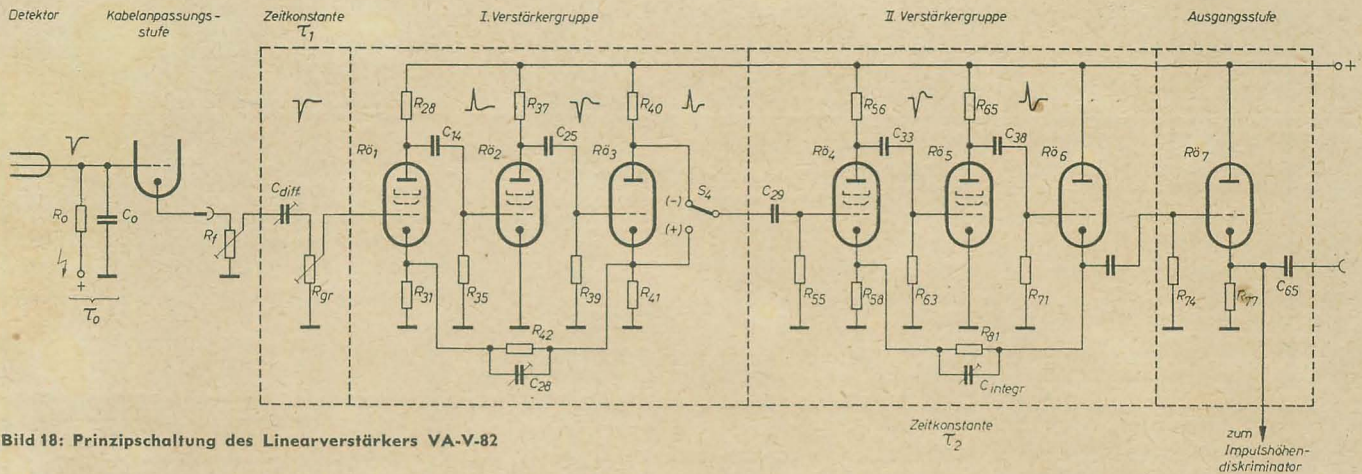 Detektor
Kabelanpassungs-
stufe
Zeitkonstante
τ1
I. Verstärkergruppe
II. Verstärkergruppe
Ausgangsstufe
+
R28
C14
R37
C25
R40
R56
C33
R65
C38
Rö1
Rö2
Rö3
S4
(-)
(+)
C29
Rö4
Rö5
Rö6
Rö7
R0
C0
+
τ0
Rf
Cdiff.
Rgr
R31
R35
R39
R41
R42
C28
R55
R58
R63
R71
R81
C integr
R74
R77
C65
Zeitkonstante
τ2
zum
Impulshöhen-
diskriminator
Bild 18: Prinzipschaltung des Linearverstärkers VA-V-82